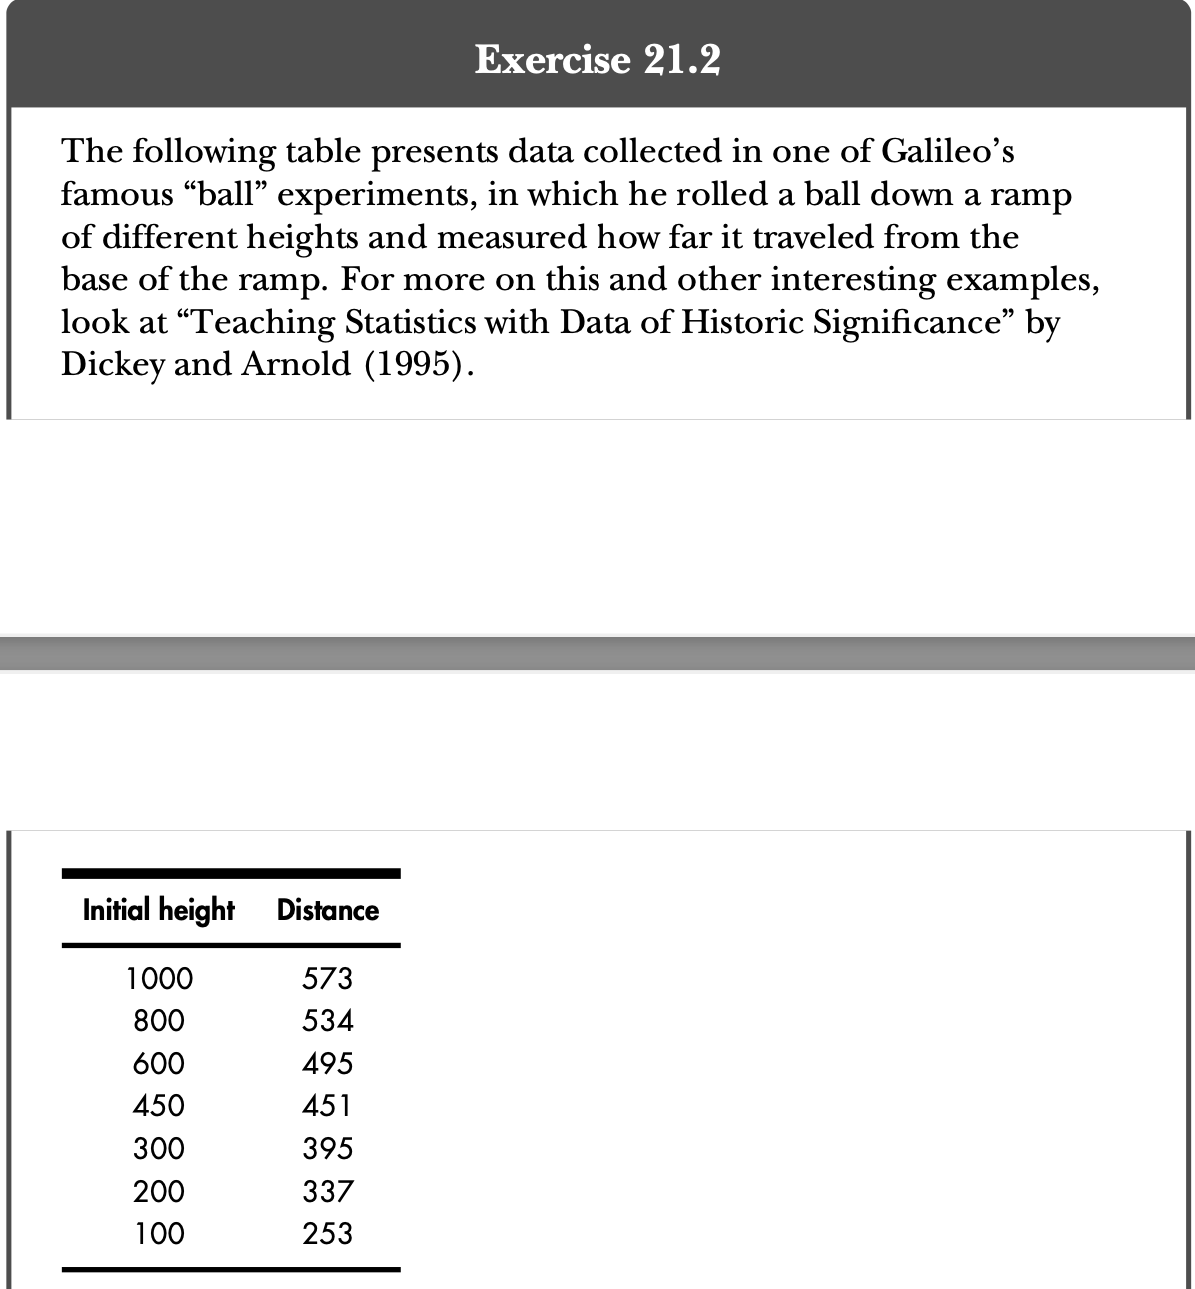 Exercise 21.2
The following table presents data collected in one of Galileo’s
famous “ball” experiments, in which he rolled a ball down a ramp
of different heights and measured how far it traveled from the
base of the ramp. For more on this and other interesting examples,
look at “Teaching Statistics with Data of Historic Significance” by
Dickey and Arnold (1995).
Initial height Distance
1000 573
800 534
600 495
450 451
300 395
200 337
100 253